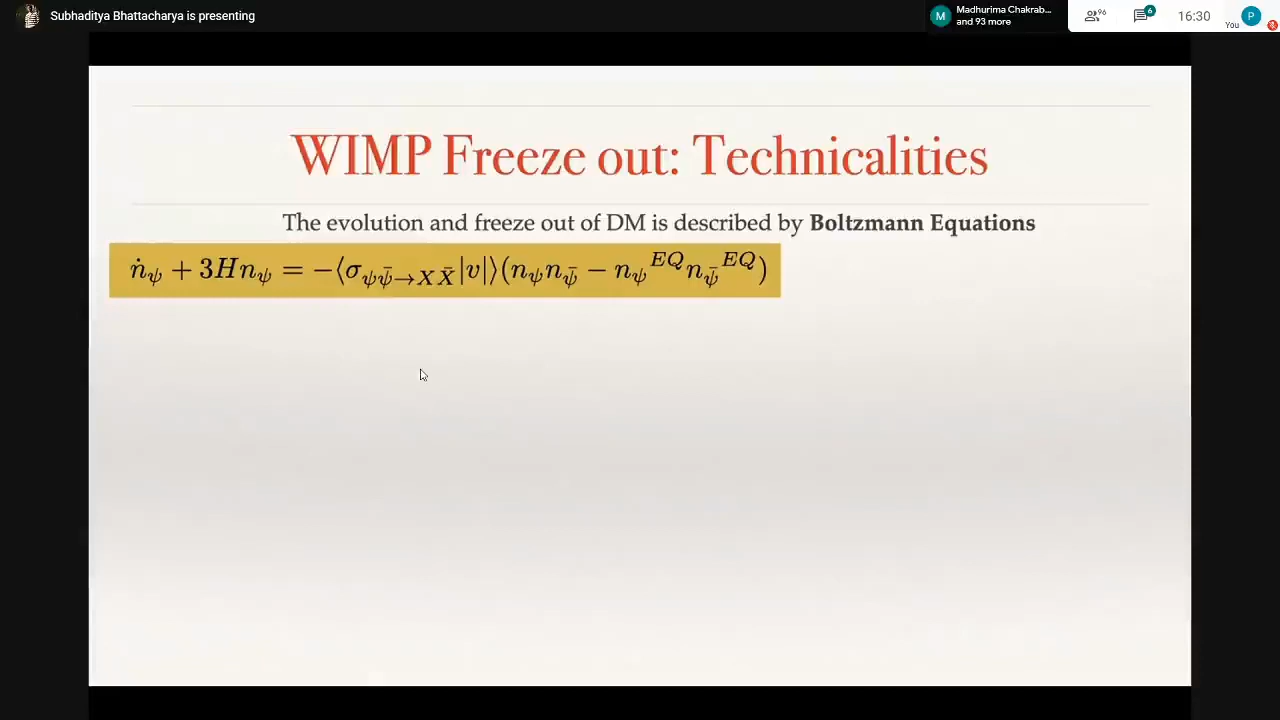 Subhaditya Bhattacharya is presenting
M
Madhurima Chakrab...
and 93 more
96
6
16:30
You
P
WIMP Freeze out: Technicalities
The evolution and freeze out of DM is described by Boltzmann Equations
ṅ_ψ + 3Hn_ψ = −⟨σ_{ψψ̄→XX̄}|v|⟩(n_ψ n_ψ̄ − n_ψ^{EQ} n_ψ̄^{EQ})